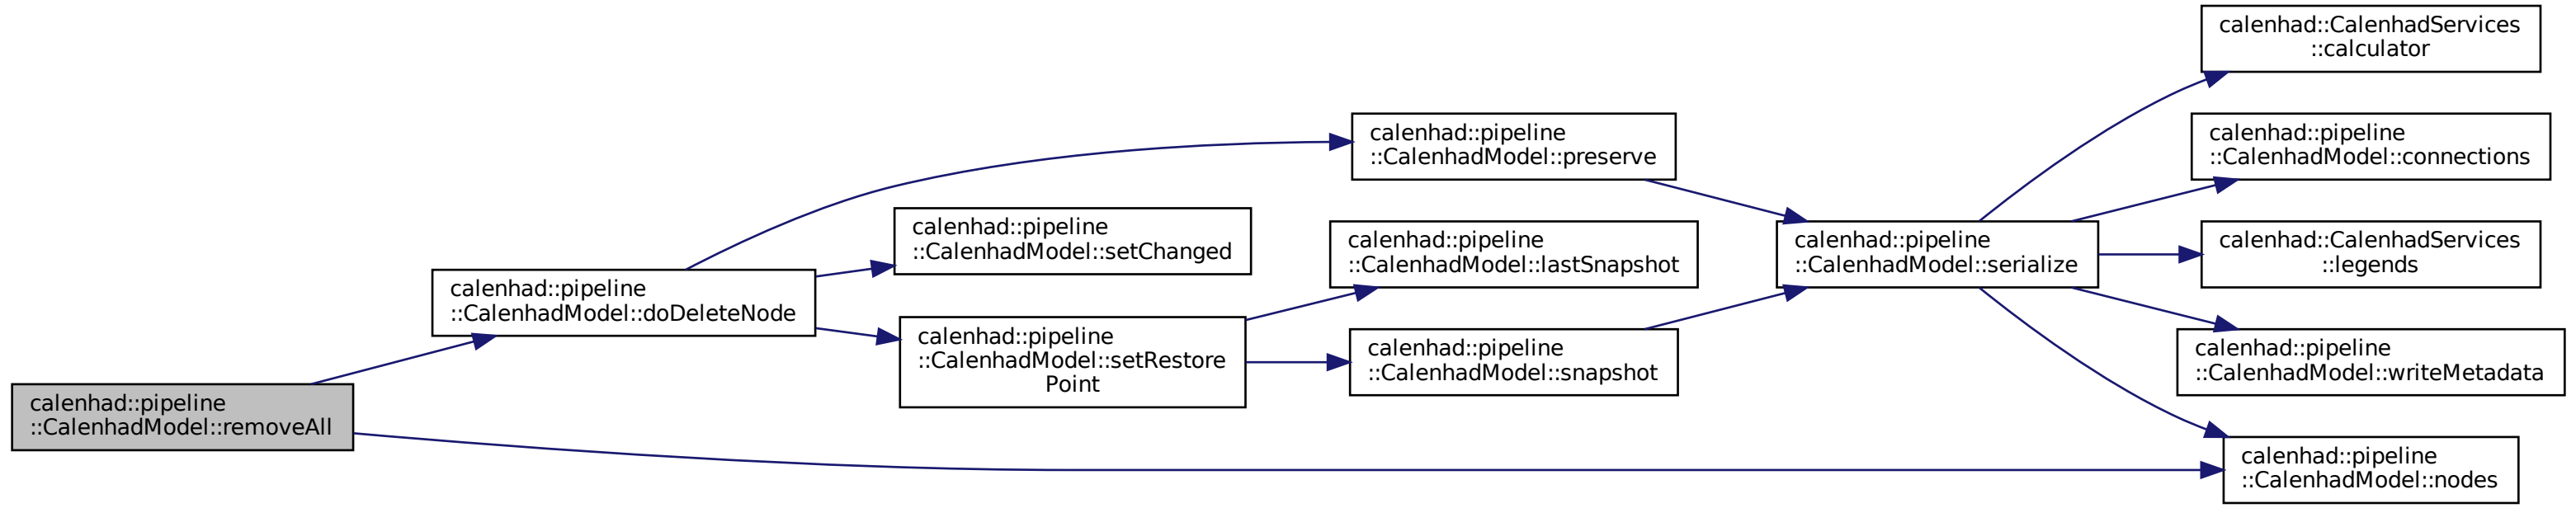 calenhad::pipeline
::CalenhadModel::removeAll
calenhad::pipeline
::CalenhadModel::doDeleteNode
calenhad::pipeline
::CalenhadModel::preserve
calenhad::pipeline
::CalenhadModel::setChanged
calenhad::pipeline
::CalenhadModel::setRestore
Point
calenhad::pipeline
::CalenhadModel::lastSnapshot
calenhad::pipeline
::CalenhadModel::snapshot
calenhad::pipeline
::CalenhadModel::serialize
calenhad::CalenhadServices
::calculator
calenhad::pipeline
::CalenhadModel::connections
calenhad::CalenhadServices
::legends
calenhad::pipeline
::CalenhadModel::writeMetadata
calenhad::pipeline
::CalenhadModel::nodes